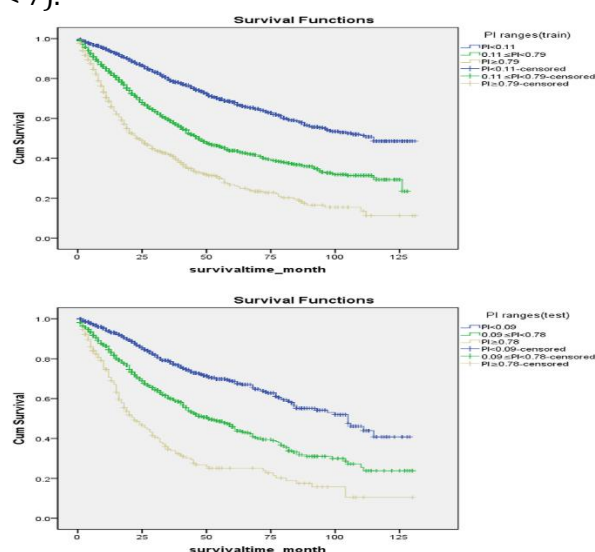 Survival Functions
PI ranges(train)
PI<0.11
0.11 ≤PI<0.79
PI≥0.79
PI<0.11-censored
0.11 ≤PI<0.79-censored
PI≥0.79-censored
Cum Survival
1.0
0.8
0.6
0.4
0.2
0.0
0 25 50 75 100 125
survivaltime_month
Survival Functions
PI ranges(test)
PI<0.09
0.09 ≤PI<0.78
PI≥0.78
PI<0.09-censored
0.09 ≤PI<0.78-censored
PI≥0.78-censored
Cum Survival
1.0
0.8
0.6
0.4
0.2
0.0
0 25 50 75 100 125
survivaltime_month